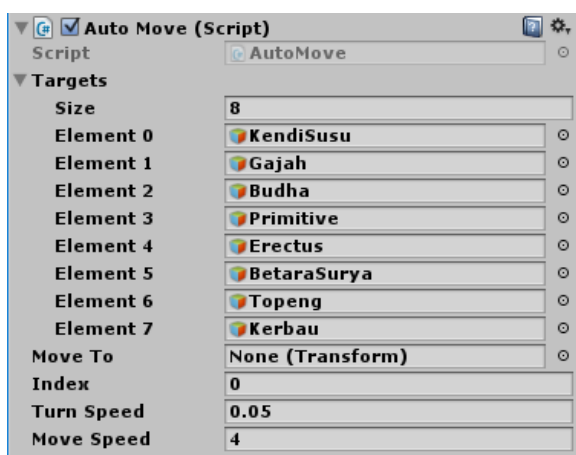 Auto Move (Script)
Script AutoMove
Targets
Size 8
Element 0 KendiSusu
Element 1 Gajah
Element 2 Budha
Element 3 Primitive
Element 4 Erectus
Element 5 BetaraSurya
Element 6 Topeng
Element 7 Kerbau
Move To None (Transform)
Index 0
Turn Speed 0.05
Move Speed 4